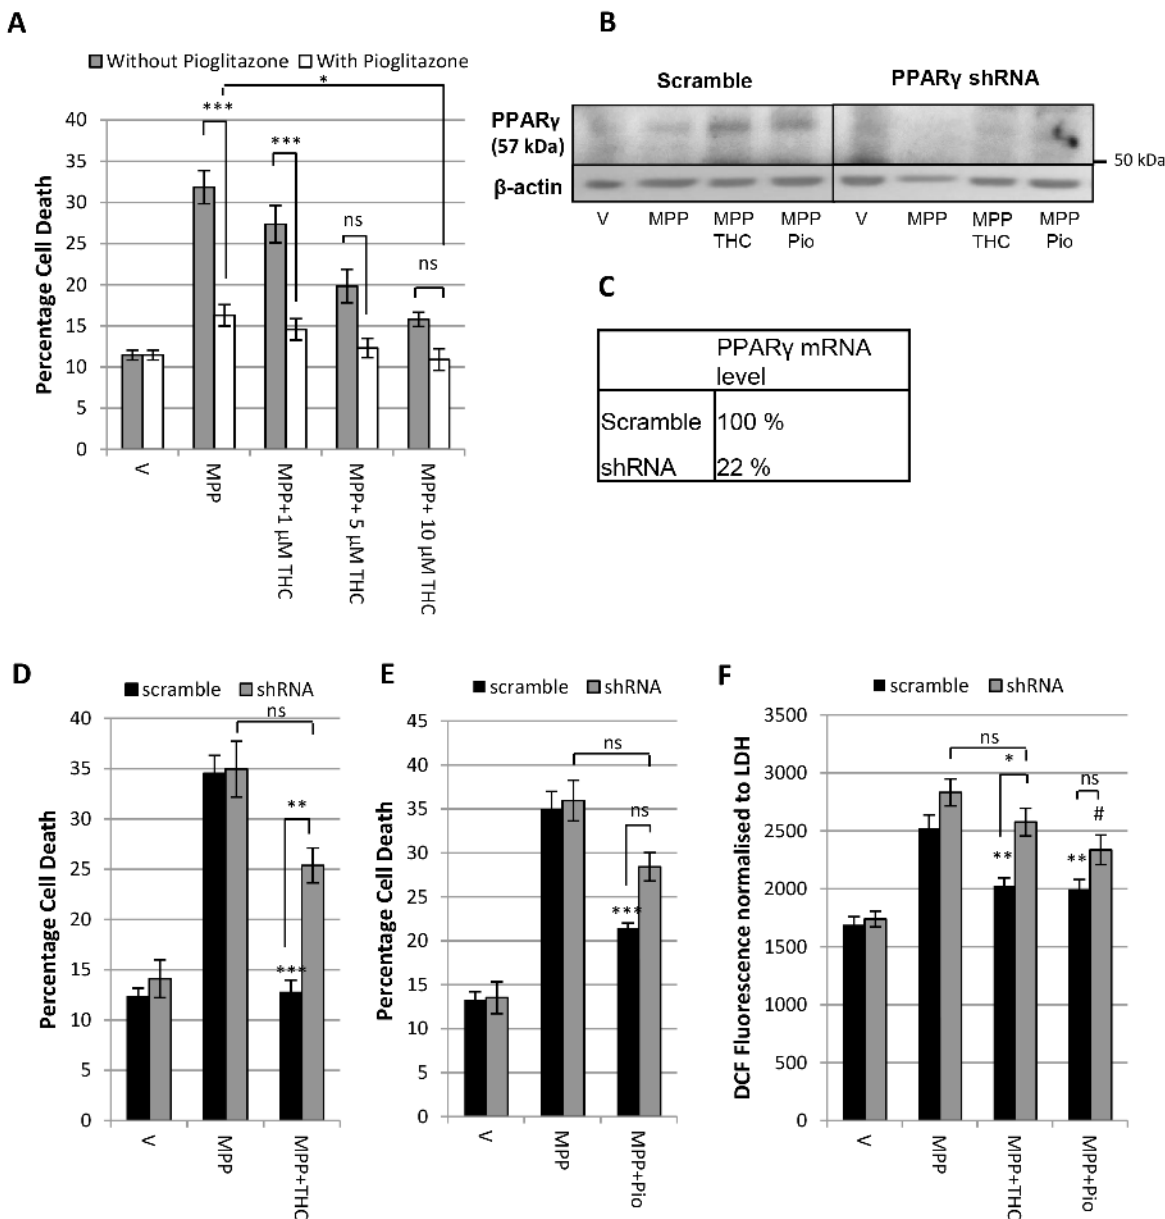 A
Without Pioglitazone With Pioglitazone
*
***
***
ns
ns
Percentage Cell Death
40
35
30
25
20
15
10
5
0
V
MPP
MPP+1 µM THC
MPP+ 5 µM THC
MPP+ 10 µM THC
B
Scramble PPARγ shRNA
PPARγ
(57 kDa)
50 kDa
β-actin
V MPP MPP THC MPP Pio V MPP MPP THC MPP Pio
C
PPARγ mRNA
level
Scramble 100 %
shRNA 22 %
D
scramble shRNA
ns
**
***
Percentage Cell Death
40
35
30
25
20
15
10
5
0
V
MPP
MPP+THC
E
scramble shRNA
ns
ns
***
Percentage Cell Death
45
40
35
30
25
20
15
10
5
0
V
MPP
MPP+Pio
F
scramble shRNA
ns
*
ns
#
**
**
DCF Fluorescence normalised to LDH
3500
3000
2500
2000
1500
1000
500
0
V
MPP
MPP+THC
MPP+Pio